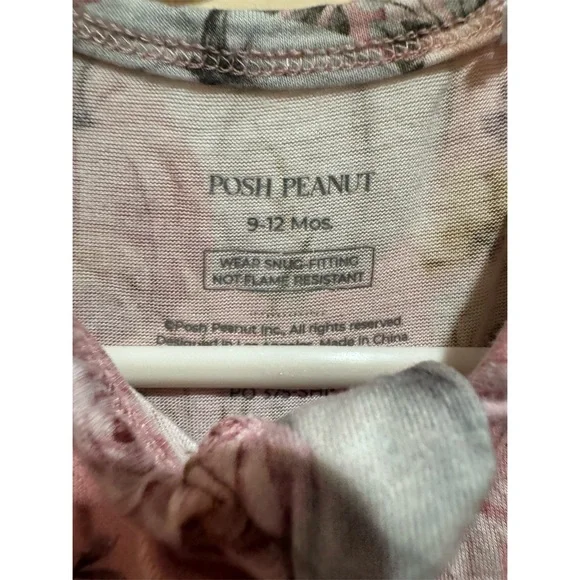 POSH PEANUT
9-12 Mos.
WEAR SNUG-FITTING
NOT FLAME RESISTANT
©Posh Peanut Inc., All rights reserved
Designed in Los Angeles, Made in China
PO